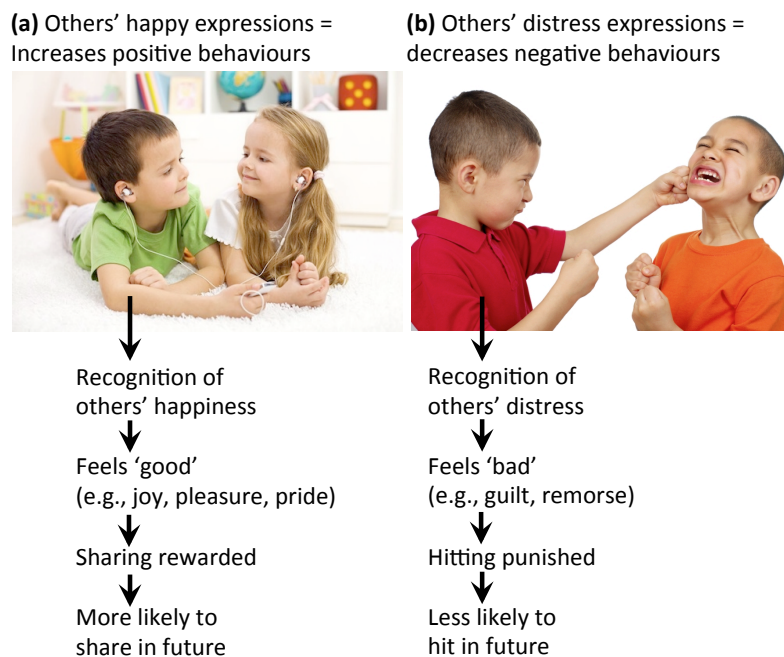 (a) Others’ happy expressions =
Increases positive behaviours
Recognition of
others’ happiness
Feels ‘good’
(e.g., joy, pleasure, pride)
Sharing rewarded
More likely to
share in future
(b) Others’ distress expressions =
decreases negative behaviours
Recognition of
others’ distress
Feels ‘bad’
(e.g., guilt, remorse)
Hitting punished
Less likely to
hit in future